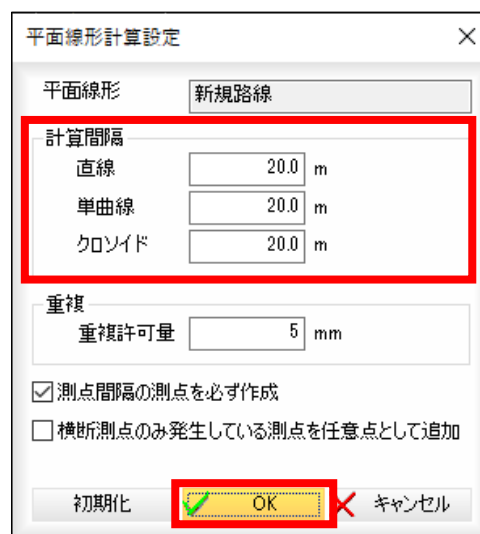 平面線形計算設定
平面線形 新規路線
計算間隔
直線 20.0 m
単曲線 20.0 m
クロソイド 20.0 m
重複
重複許可量 5 mm
測点間隔の測点を必ず作成
横断測点のみ発生している測点を任意点として追加
初期化 OK キャンセル